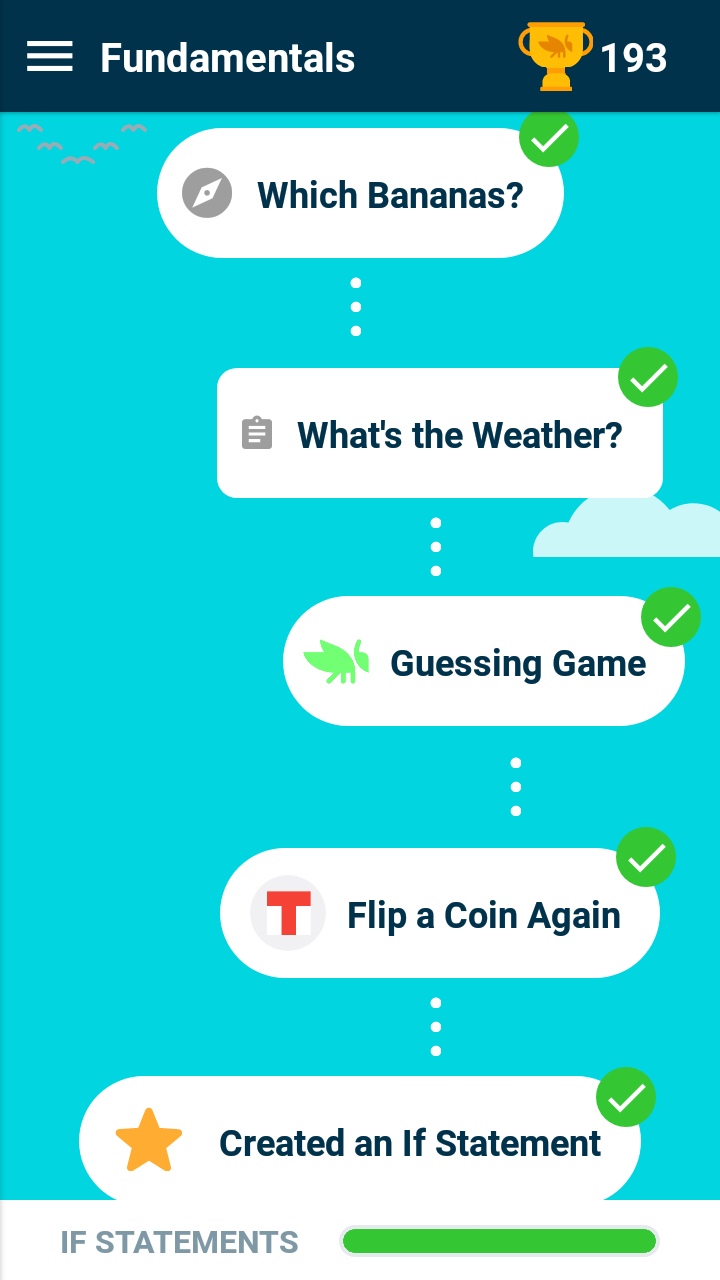 Fundamentals
193
Which Bananas?
What's the Weather?
Guessing Game
Flip a Coin Again
Created an If Statement
IF STATEMENTS